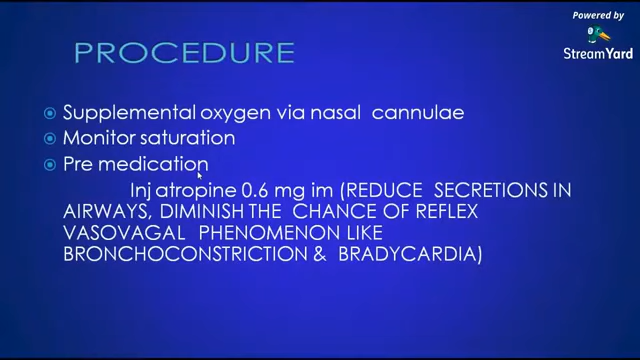 Powered by
StreamYard
PROCEDURE
Supplemental oxygen via nasal cannulae
Monitor saturation
Pre medication
Inj atropine 0.6 mg im (REDUCE SECRETIONS IN
AIRWAYS, DIMINISH THE CHANCE OF REFLEX
VASOVAGAL PHENOMENON LIKE
BRONCHOCONSTRICTION & BRADYCARDIA)